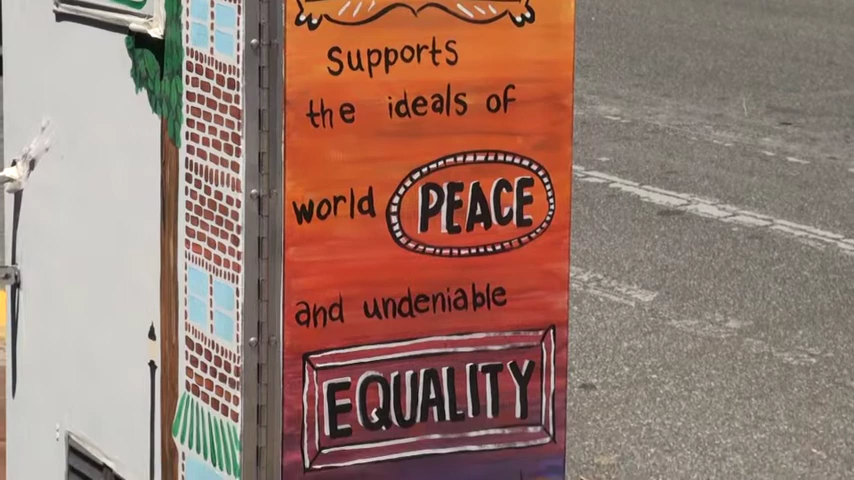 Supports
the ideals of
world PEACE
and undeniable
EQUALITY